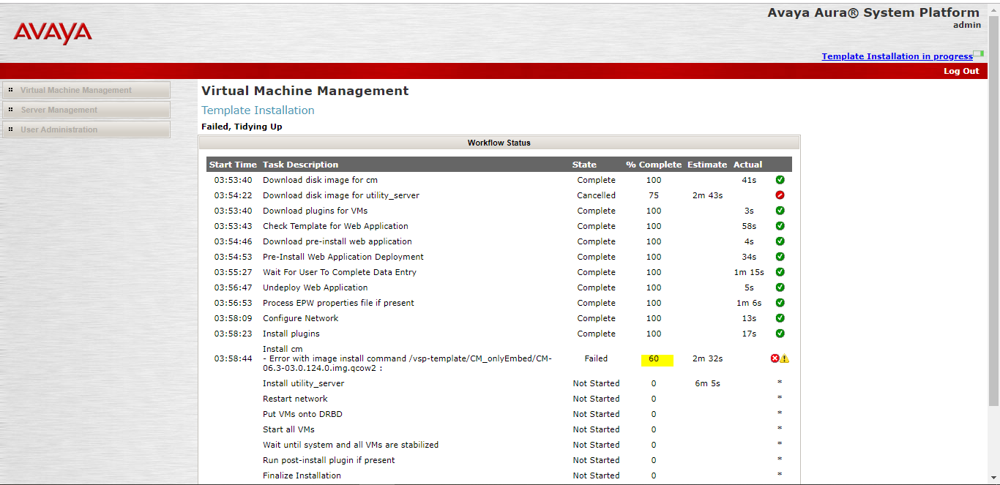 AVAYA
Avaya Aura® System Platform
admin
Template Installation in progress
Log Out
Virtual Machine Management
Server Management
User Administration
Virtual Machine Management
Template Installation
Failed, Tidying Up
Workflow Status
Start Time Task Description State % Complete Estimate Actual
03:53:40 Download disk image for cm Complete 100 41s
03:54:22 Download disk image for utility_server Cancelled 75 2m 43s
03:53:40 Download plugins for VMs Complete 100 3s
03:53:43 Check Template for Web Application Complete 100 58s
03:54:46 Download pre-install web application Complete 100 4s
03:54:53 Pre-Install Web Application Deployment Complete 100 34s
03:55:27 Wait For User To Complete Data Entry Complete 100 1m 15s
03:56:47 Undeploy Web Application Complete 100 5s
03:56:53 Process EPW properties file if present Complete 100 1m 6s
03:58:09 Configure Network Complete 100 13s
03:58:23 Install plugins Complete 100 17s
Install cm
03:58:44 - Error with image install command /vsp-template/CM_onlyEmbed/CM- Failed 60 2m 32s
06.3-03.0.124.0.img.qcow2 :
Install utility_server Not Started 0 6m 5s *
Restart network Not Started 0 *
Put VMs onto DRBD Not Started 0 *
Start all VMs Not Started 0 *
Wait until system and all VMs are stabilized Not Started 0 *
Run post-install plugin if present Not Started 0 *
Finalize Installation Not Started 0 *